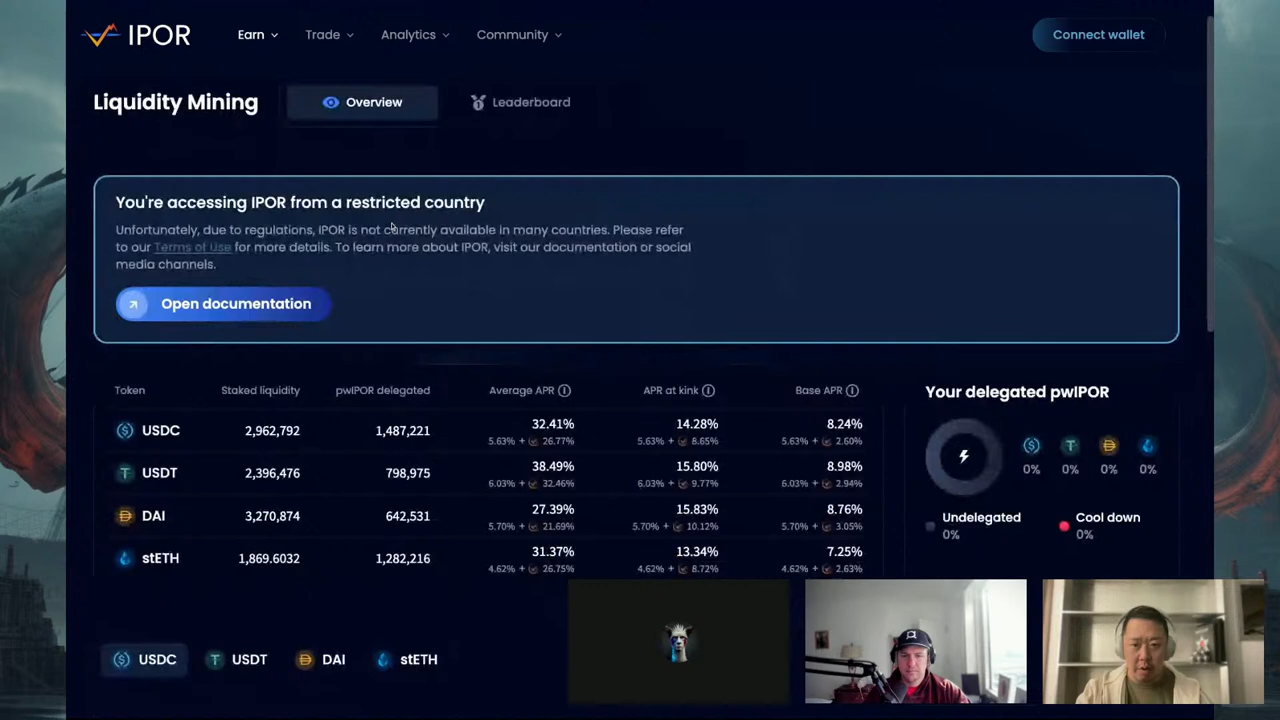 IPOR
Earn
Trade
Analytics
Community
Connect wallet
Liquidity Mining
Overview
Leaderboard
You're accessing IPOR from a restricted country
Unfortunately, due to regulations, IPOR is not currently available in many countries. Please refer
to our Terms of Use for more details. To learn more about IPOR, visit our documentation or social
media channels.
Open documentation
Token Staked liquidity pwIPOR delegated Average APR APR at kink Base APR
USDC 2,962,792 1,487,221 32.41% 14.28% 8.24%
5.63% + 26.77% 5.63% + 8.65% 5.63% + 2.60%
USDT 2,396,476 798,975 38.49% 15.80% 8.98%
6.03% + 32.46% 6.03% + 9.77% 6.03% + 2.94%
DAI 3,270,874 642,531 27.39% 15.83% 8.76%
5.70% + 21.69% 5.70% + 10.12% 5.70% + 3.05%
stETH 1,869.6032 1,282,216 31.37% 13.34% 7.25%
4.62% + 26.75% 4.62% + 8.72% 4.62% + 2.63%
Your delegated pwIPOR
0% 0% 0% 0%
Undelegated Cool down
0% 0%
USDC USDT DAI stETH